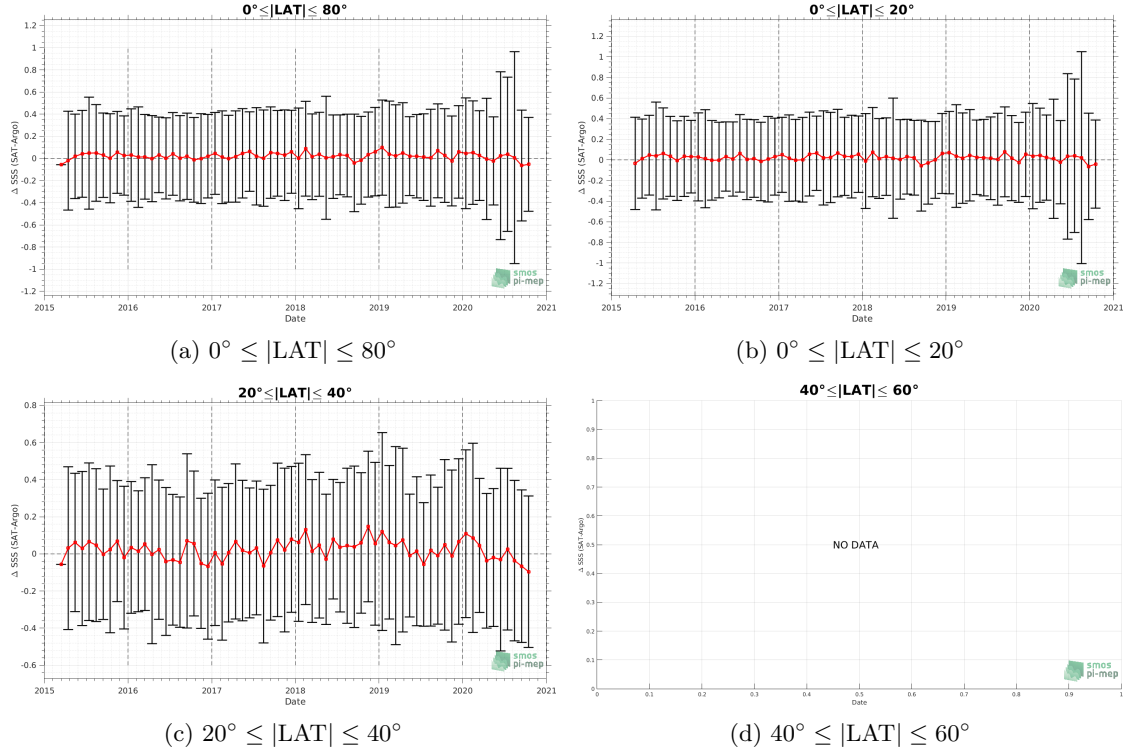 0°≤|LAT|≤ 80°
1.2
1
0.8
0.6
0.4
0.2
0
-0.2
-0.4
-0.6
-0.8
-1
-1.2
Δ SSS (SAT-Argo)
2015 2016 2017 2018 2019 2020 2021
Date
smos
pi-mep
(a) 0° ≤ |LAT| ≤ 80°
0°≤|LAT|≤ 20°
1.2
1
0.8
0.6
0.4
0.2
0
-0.2
-0.4
-0.6
-0.8
-1
-1.2
Δ SSS (SAT-Argo)
2015 2016 2017 2018 2019 2020 2021
Date
smos
pi-mep
(b) 0° ≤ |LAT| ≤ 20°
20°≤|LAT|≤ 40°
0.8
0.6
0.4
0.2
0
-0.2
-0.4
-0.6
Δ SSS (SAT-Argo)
2015 2016 2017 2018 2019 2020 2021
Date
smos
pi-mep
(c) 20° ≤ |LAT| ≤ 40°
40°≤|LAT|≤ 60°
1
0.9
0.8
0.7
0.6
0.5
0.4
0.3
0.2
0.1
0
Δ SSS (SAT-Argo)
NO DATA
0 0.1 0.2 0.3 0.4 0.5 0.6 0.7 0.8 0.9 1
Date
smos
pi-mep
(d) 40° ≤ |LAT| ≤ 60°